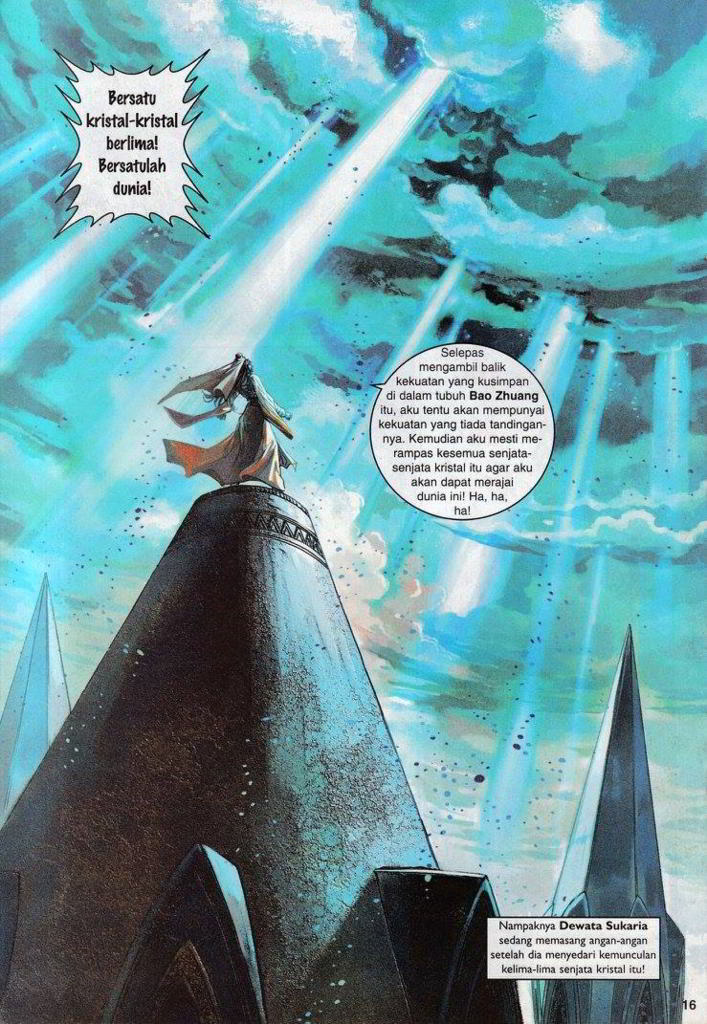 Bersatu
kristal-kristal
berlima!
Bersatulah
dunia!
Selepas
mengambil balik
kekuatan yang kusimpan
di dalam tubuh Bao Zhuang
itu, aku tentu akan mempunyai
kekuatan yang tiada tandingan-
nya. Kemudian aku mesti me-
rampas kesemua senjata-
senjata kristal itu agar aku
akan dapat merajai
dunia ini! Ha, ha,
ha!
Nampaknya Dewata Sukaria
sedang memasang angan-angan
setelah dia menyedari kemunculan
kelima-lima senjata kristal itu!
16